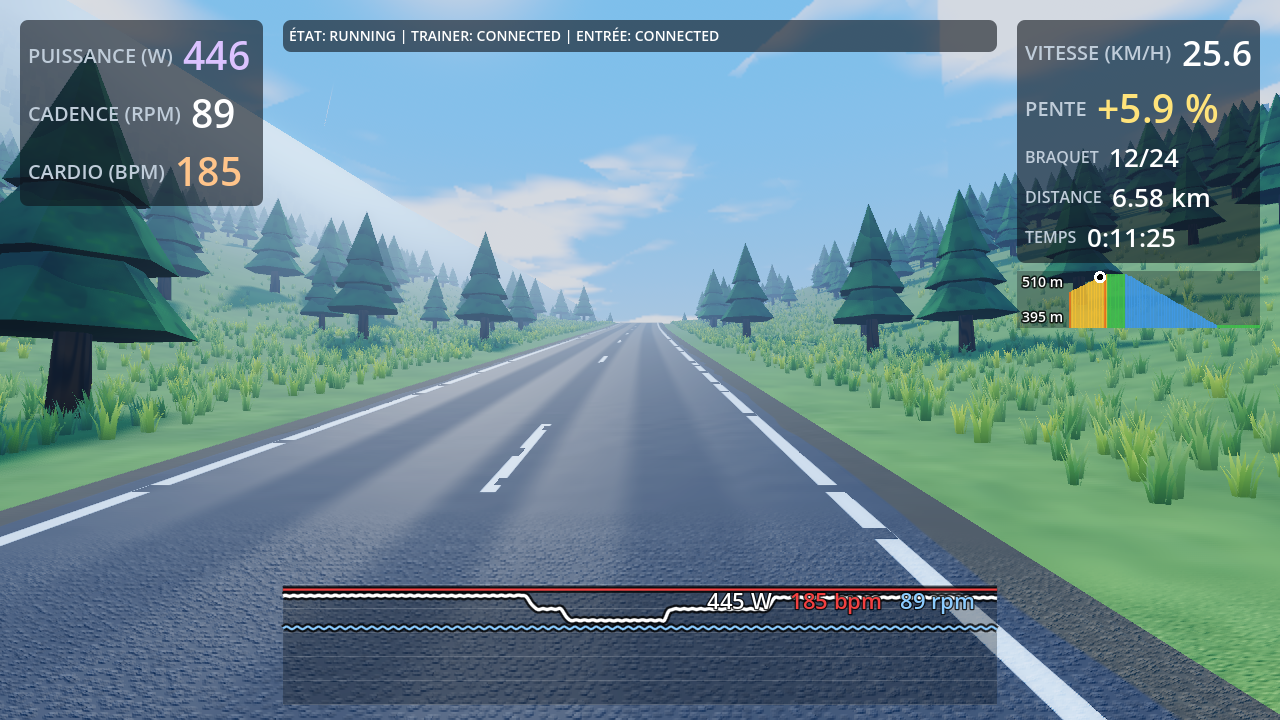 PUISSANCE (W) 446
CADENCE (RPM) 89
CARDIO (BPM) 185
ÉTAT: RUNNING | TRAINER: CONNECTED | ENTRÉE: CONNECTED
VITESSE (KM/H) 25.6
PENTE +5.9 %
BRAQUET 12/24
DISTANCE 6.58 km
TEMPS 0:11:25
510 m
395 m
445 W 185 bpm 89 rpm